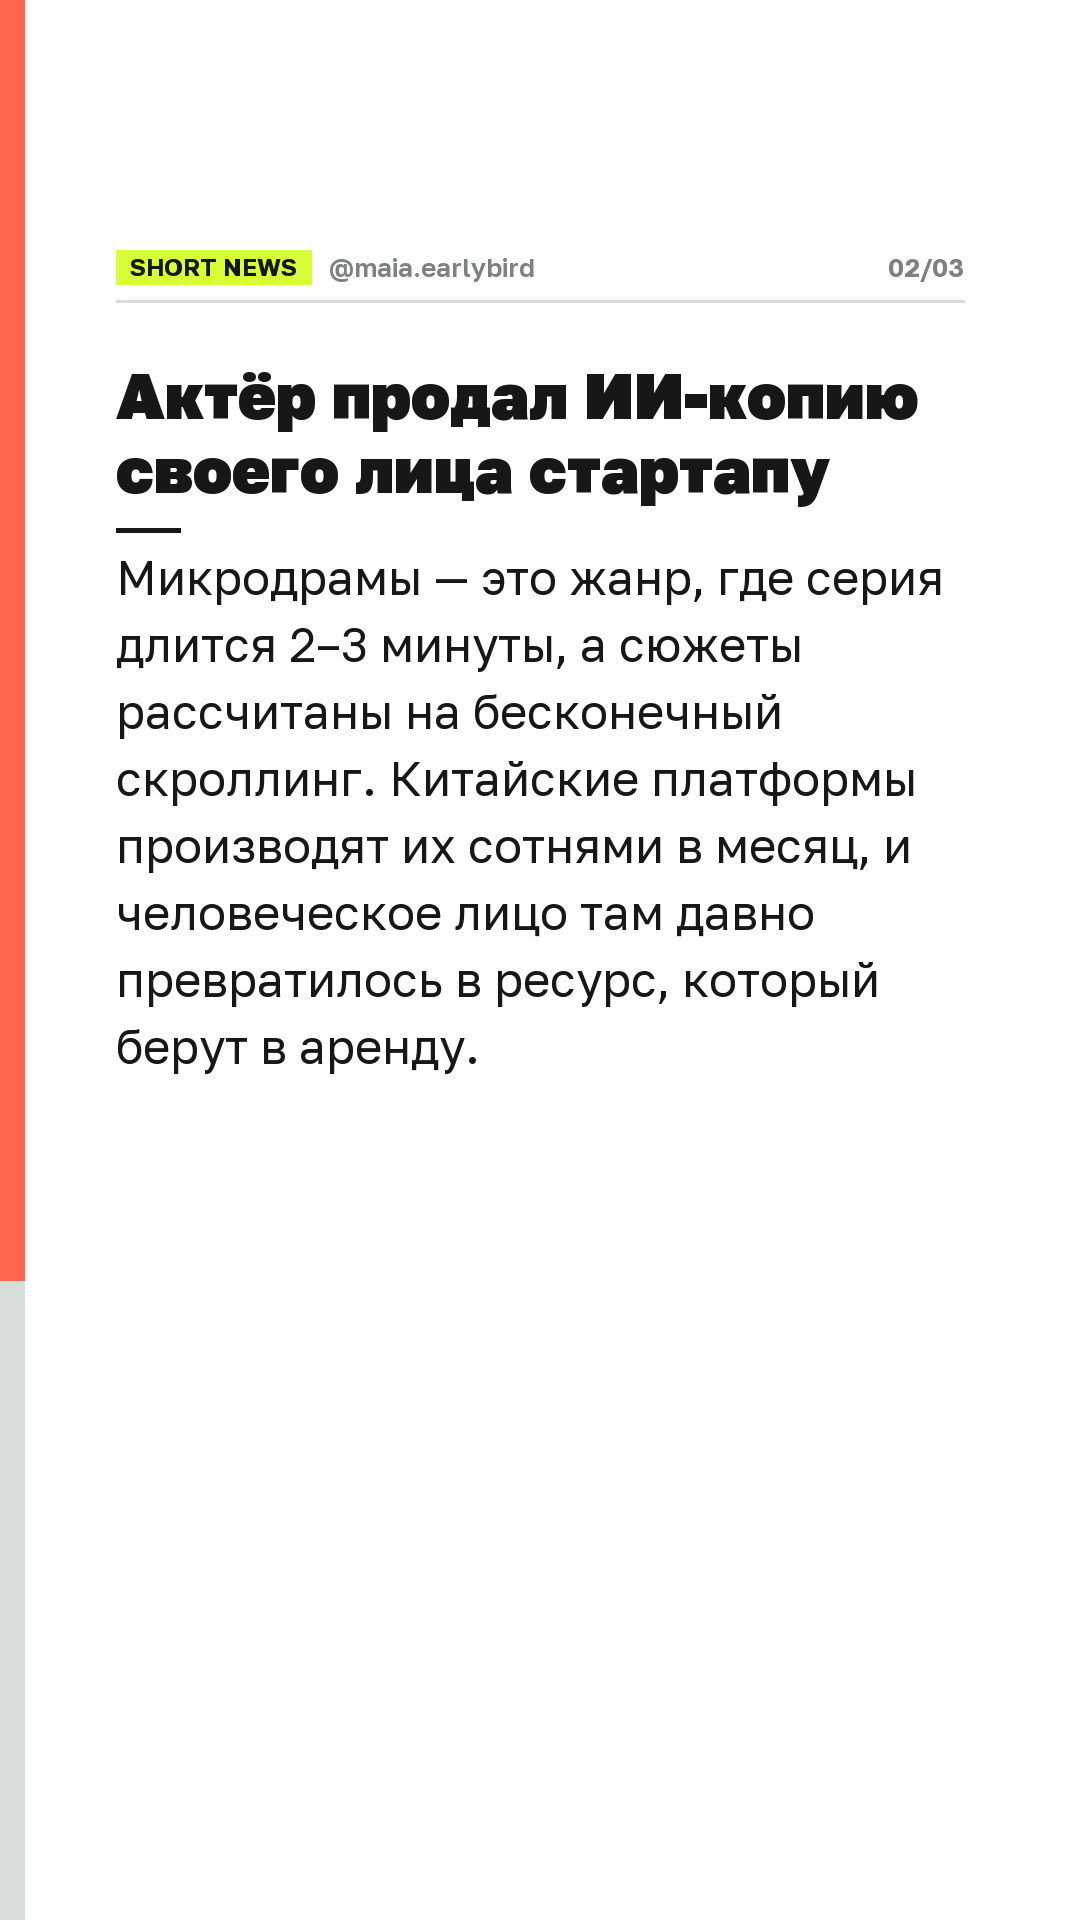 SHORT NEWS @maia.earlybird 02/03
Актёр продал ИИ-копию
своего лица стартапу
Микродрамы — это жанр, где серия
длится 2–3 минуты, а сюжеты
рассчитаны на бесконечный
скроллинг. Китайские платформы
производят их сотнями в месяц, и
человеческое лицо там давно
превратилось в ресурс, который
берут в аренду.